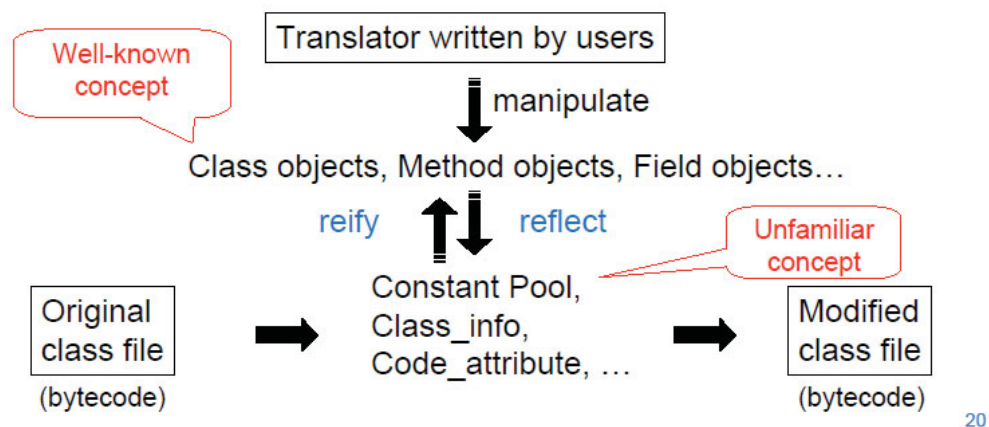 Translator written by users
Well-known
concept
manipulate
Class objects, Method objects, Field objects…
reify
reflect
Unfamiliar
concept
Constant Pool,
Class_info,
Code_attribute, …
Original
class file
(bytecode)
Modified
class file
(bytecode)
20